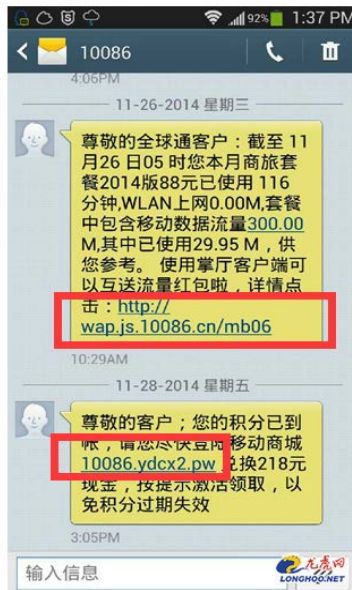 92% 1:37 PM
10086
4:06PM
11-26-2014 星期三
尊敬的全球通客户：截至 11
月26 日05 时您本月商旅套
餐2014版88元已使用 116
分钟,WLAN上网0.00M,套餐
中包含移动数据流量300.00
M,其中已使用29.95 M，供
您参考。 使用掌厅客户端可
以互送流量红包啦，详情点
击：http://
wap.js.10086.cn/mb06
10:29AM
11-28-2014 星期五
尊敬的客户；您的积分已到
帐，请您尽快登陆移动商城
10086.ydcx2.pw 兑换218元
现金，按提示激活领取，以
免积分过期失效
3:05PM
输入信息
龙虎网
LONGHOO.NET